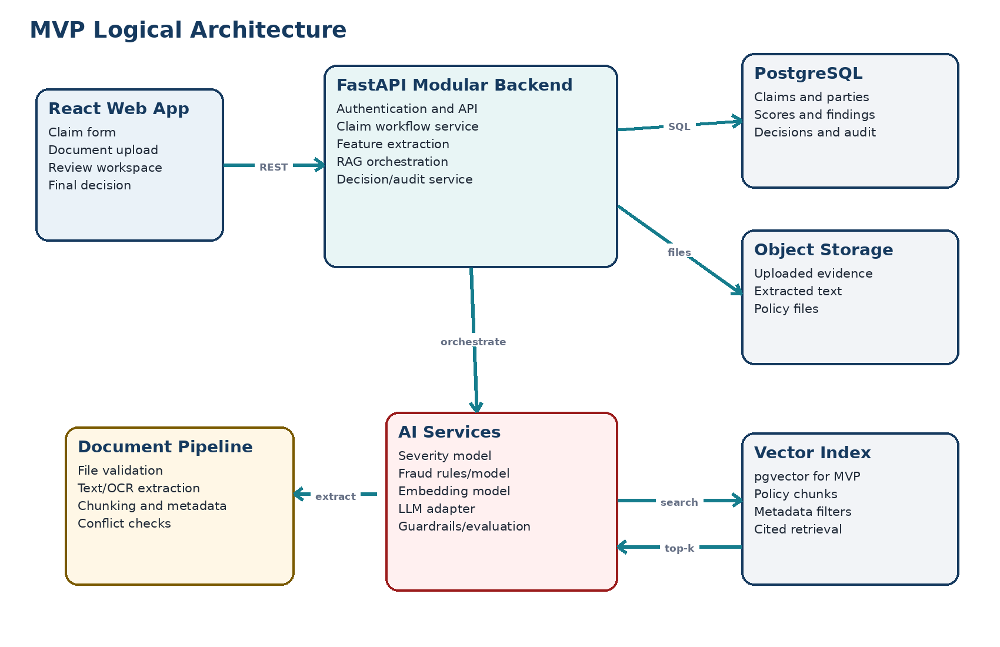 MVP Logical Architecture
React Web App
Claim form
Document upload
Review workspace
Final decision
REST
FastAPI Modular Backend
Authentication and API
Claim workflow service
Feature extraction
RAG orchestration
Decision/audit service
SQL
PostgreSQL
Claims and parties
Scores and findings
Decisions and audit
files
Object Storage
Uploaded evidence
Extracted text
Policy files
orchestrate
Document Pipeline
File validation
Text/OCR extraction
Chunking and metadata
Conflict checks
extract
AI Services
Severity model
Fraud rules/model
Embedding model
LLM adapter
Guardrails/evaluation
search
top-k
Vector Index
pgvector for MVP
Policy chunks
Metadata filters
Cited retrieval